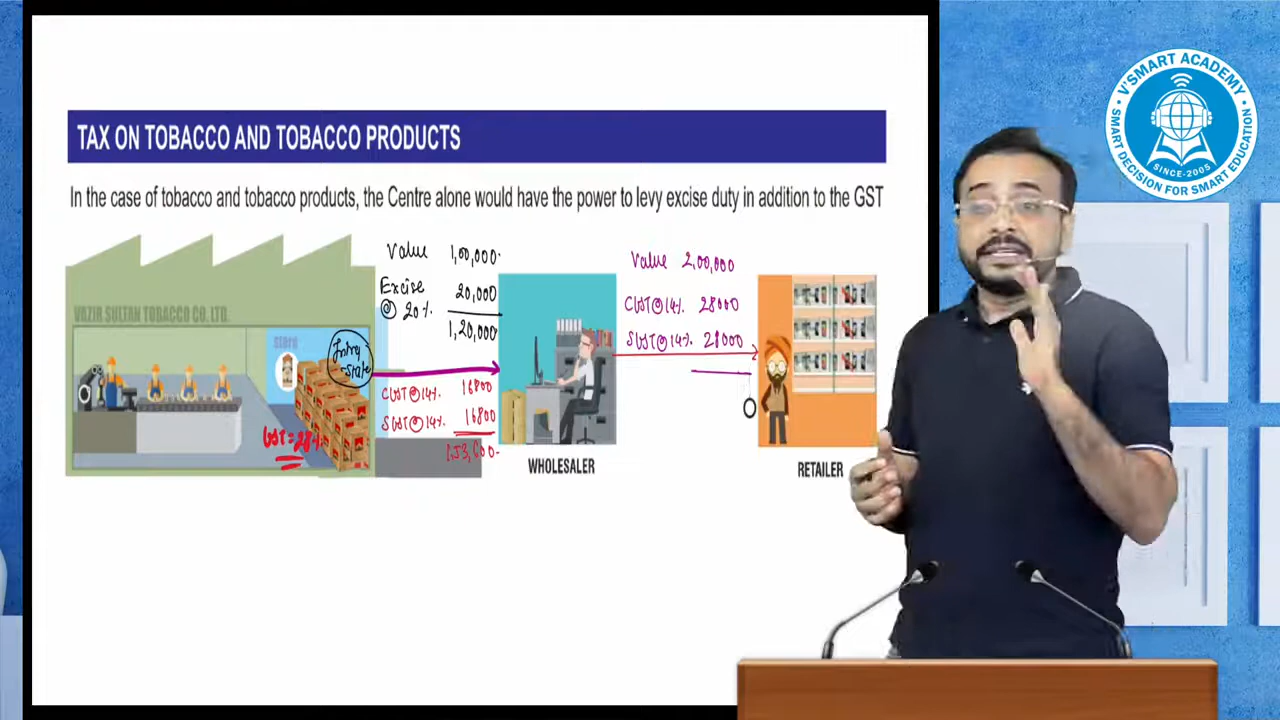 TAX ON TOBACCO AND TOBACCO PRODUCTS
In the case of tobacco and tobacco products, the Centre alone would have the power to levy excise duty in addition to the GST
VAZIR SULTAN TOBACCO CO. LTD.
Store
Intra
-State
GST = 28%
Value 1,00,000
Excise 20,000
@ 20%
1,20,000
CGST@14% 16800
SGST@14% 16800
1,53,600
Value 2,00,000
CGST@14% 28000
SGST@14% 28000
WHOLESALER
RETAILER
V'SMART ACADEMY
SINCE-2005
SMART DECISION FOR SMART EDUCATION